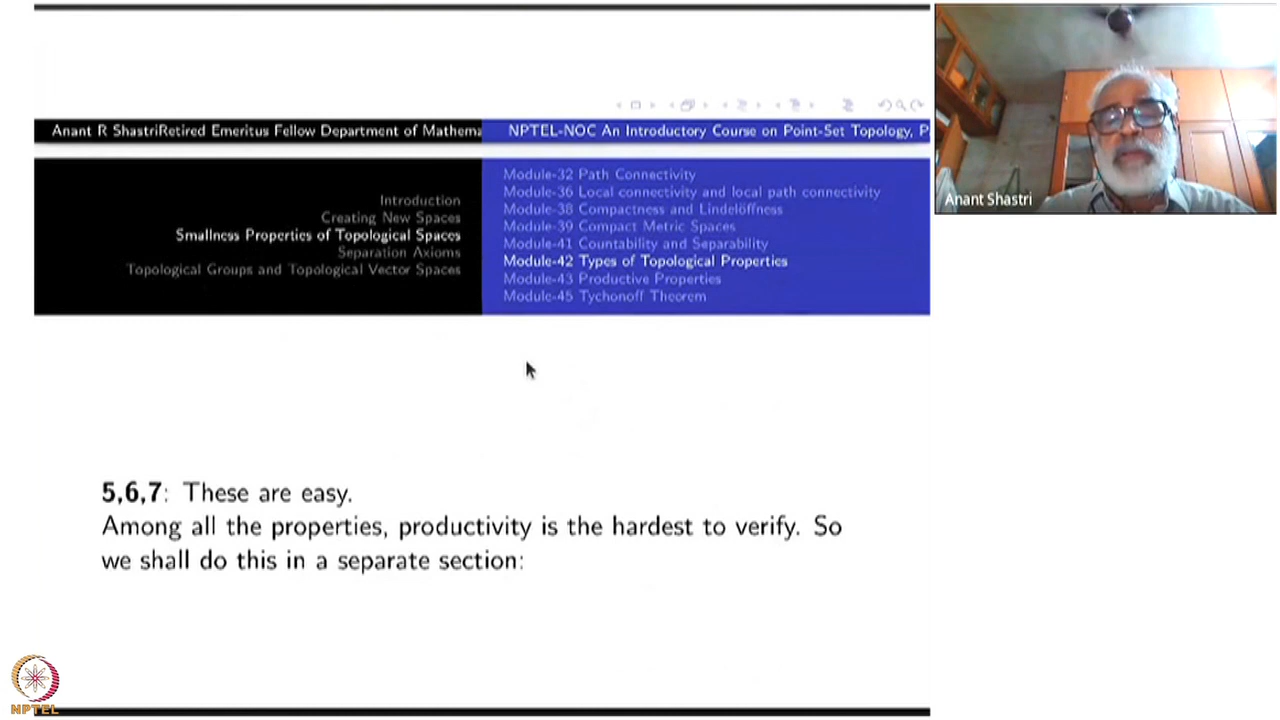 Anant R ShastriRetired Emeritus Fellow Department of Mathema
NPTEL-NOC An Introductory Course on Point-Set Topology, P
Introduction
Creating New Spaces
Smallness Properties of Topological Spaces
Separation Axioms
Topological Groups and Topological Vector Spaces
Module-32 Path Connectivity
Module-36 Local connectivity and local path connectivity
Module-38 Compactness and Lindelöffness
Module-39 Compact Metric Spaces
Module-41 Countability and Separability
Module-42 Types of Topological Properties
Module-43 Productive Properties
Module-45 Tychonoff Theorem
5,6,7: These are easy.
Among all the properties, productivity is the hardest to verify. So
we shall do this in a separate section:
Anant Shastri
NPTEL